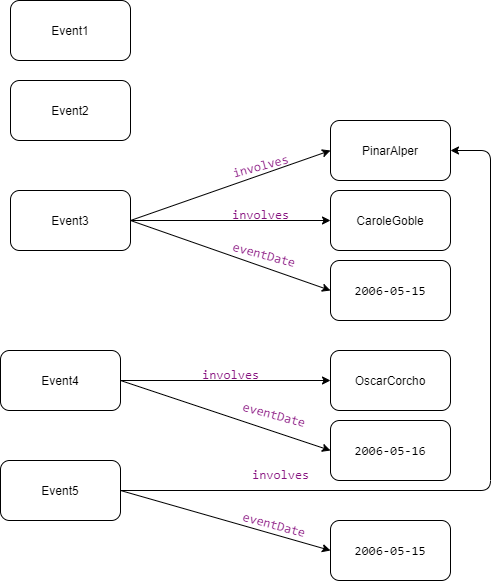 Event1
Event2
PinarAlper
involves
Event3
involves
CaroleGoble
eventDate
2006-05-15
Event4
involves
OscarCorcho
eventDate
2006-05-16
involves
Event5
eventDate
2006-05-15